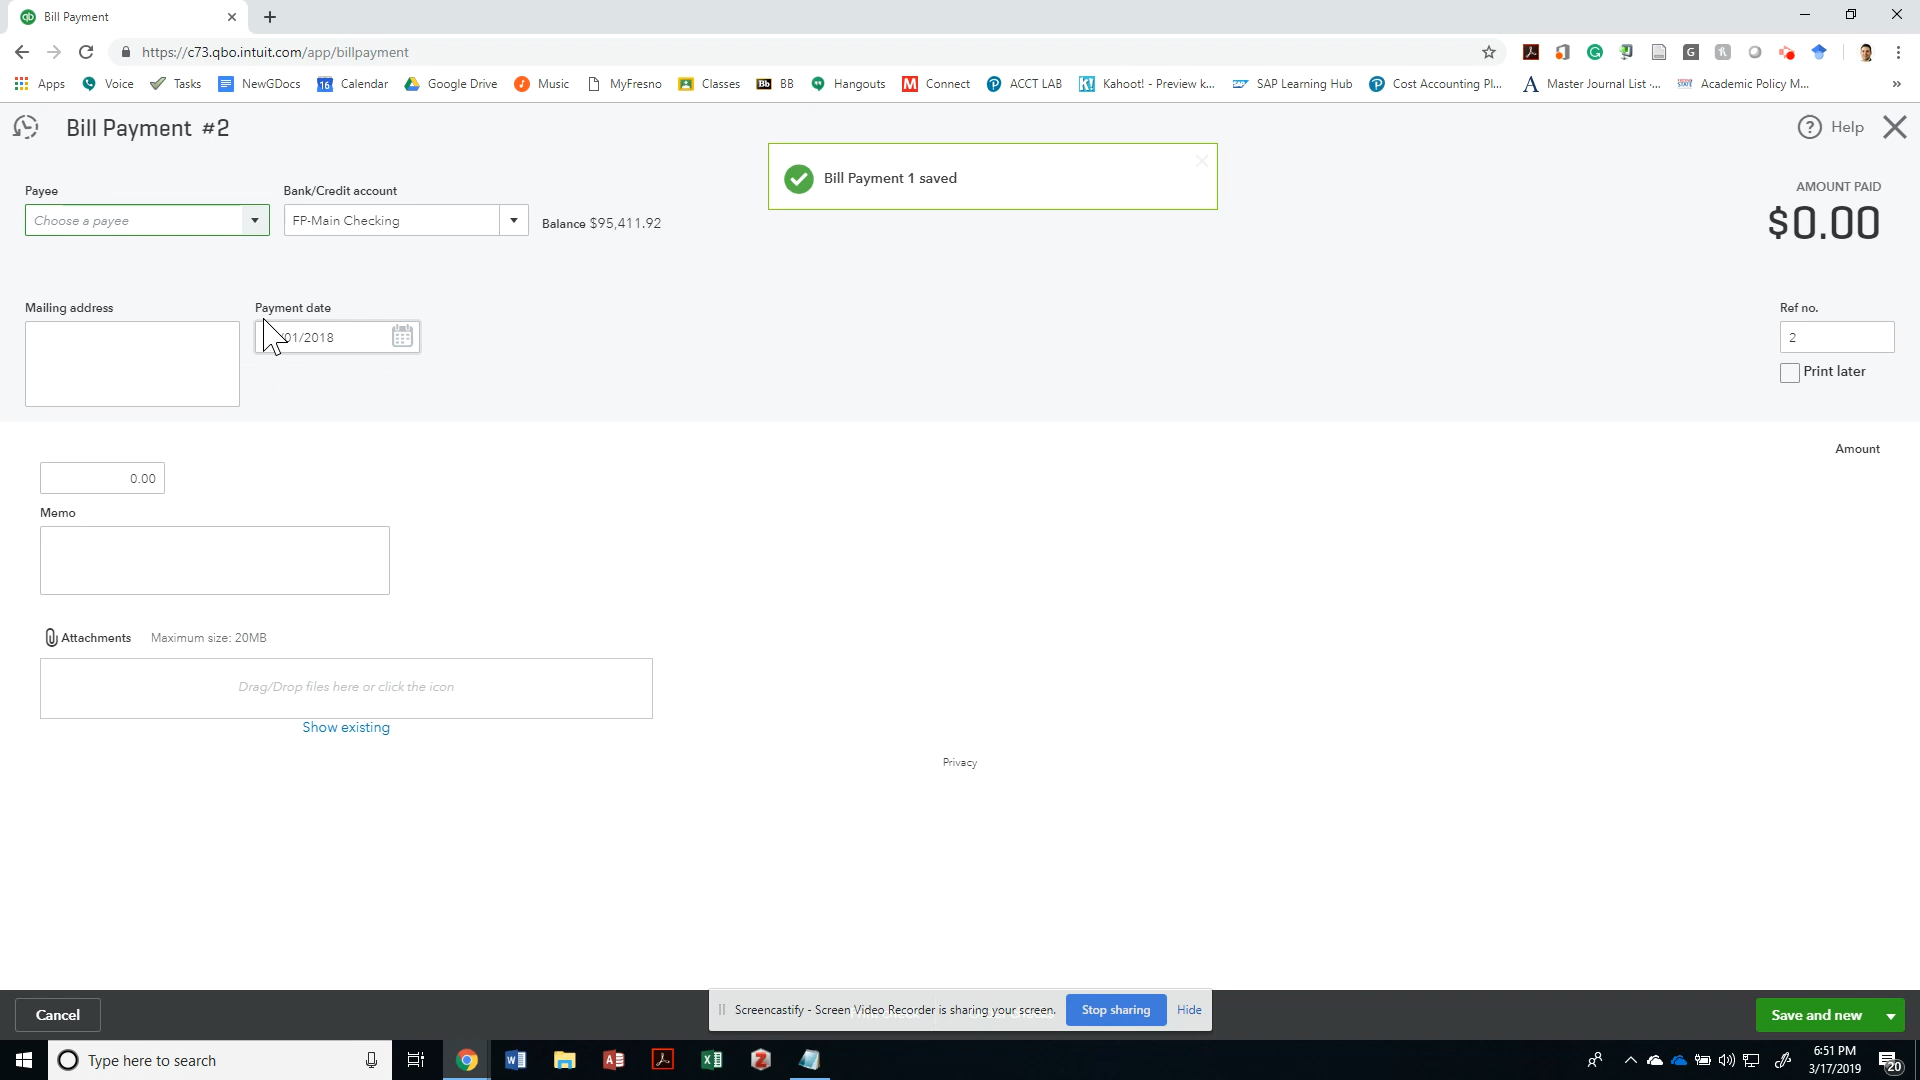 Bill Payment
https://c73.qbo.intuit.com/app/billpayment
Apps Voice Tasks NewGDocs Calendar Google Drive Music MyFresno Classes BB Hangouts Connect ACCT LAB Kahoot! - Preview k... SAP Learning Hub Cost Accounting Pl... Master Journal List -... Academic Policy M... »
Bill Payment #2
Help
Bill Payment 1 saved
Payee
Bank/Credit account
AMOUNT PAID
Choose a payee
FP-Main Checking
Balance $95,411.92
$0.00
Mailing address
Payment date
Ref no.
/01/2018
2
Print later
Amount
0.00
Memo
Attachments Maximum size: 20MB
Drag/Drop files here or click the icon
Show existing
Privacy
Cancel
Screencastify - Screen Video Recorder is sharing your screen.
Stop sharing
Hide
Save and new
Type here to search
6:51 PM
3/17/2019
20